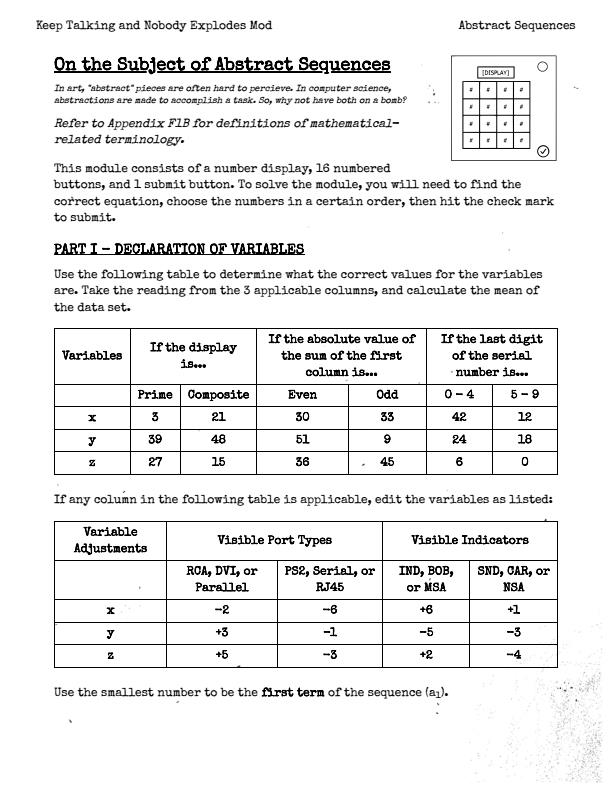 Keep Talking and Nobody Explodes Mod Abstract Sequences
On the Subject of Abstract Sequences
In art, "abstract" pieces are often hard to percieve. In computer science,
abstractions are made to accomplish a task. So, why not have both on a bomb?
Refer to Appendix F1B for definitions of mathematical-
related terminology.
[DISPLAY]
# # # #
# # # #
# # # #
# # # #
This module consists of a number display, 16 numbered
buttons, and 1 submit button. To solve the module, you will need to find the
correct equation, choose the numbers in a certain order, then hit the check mark
to submit.
PART I - DECLARATION OF VARIABLES
Use the following table to determine what the correct values for the variables
are. Take the reading from the 3 applicable columns, and calculate the mean of
the data set.
Variables
If the display
is...
If the absolute value of
the sum of the first
column is...
If the last digit
of the serial
number is...
Prime Composite Even Odd 0 - 4 5 - 9
x 3 21 30 33 42 12
y 39 48 51 9 24 18
z 27 15 36 45 6 0
If any column in the following table is applicable, edit the variables as listed:
Variable
Adjustments
Visible Port Types
Visible Indicators
RCA, DVI, or
Parallel
PS2, Serial, or
RJ45
IND, BOB,
or MSA
SND, CAR, or
NSA
x -2 -6 +6 +1
y +3 -1 -5 -3
z +5 -3 +2 -4
Use the smallest number to be the first term of the sequence (a₁).